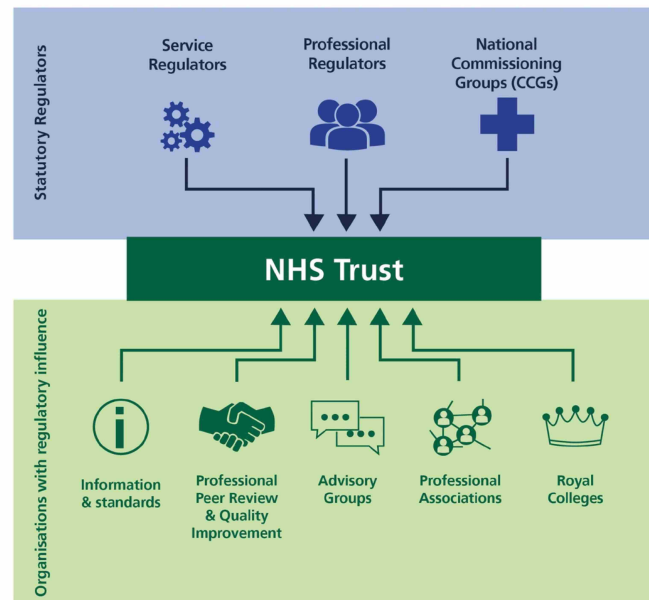 Statutory Regulators
Service
Regulators
Professional
Regulators
National
Commissioning
Groups (CCGs)
NHS Trust
Organisations with regulatory influence
Information
& standards
Professional
Peer Review
& Quality
Improvement
Advisory
Groups
Professional
Associations
Royal
Colleges